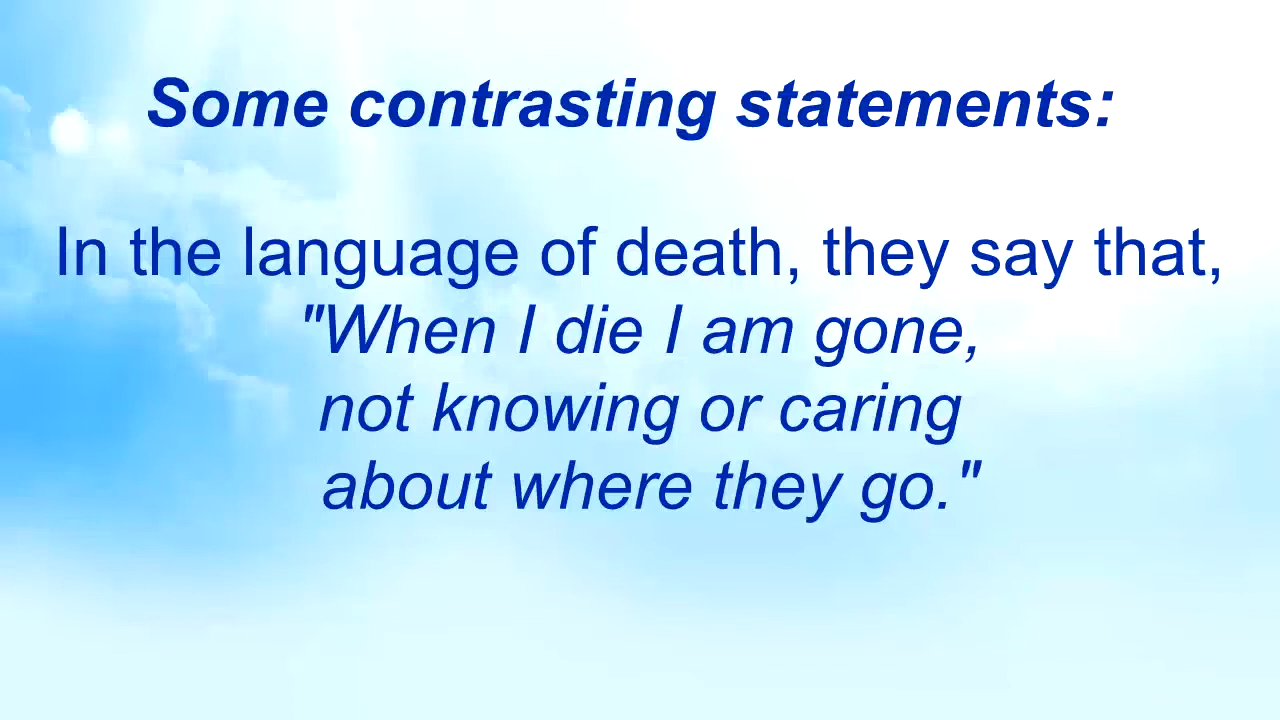 Some contrasting statements:
In the language of death, they say that,
"When I die I am gone,
not knowing or caring
about where they go."